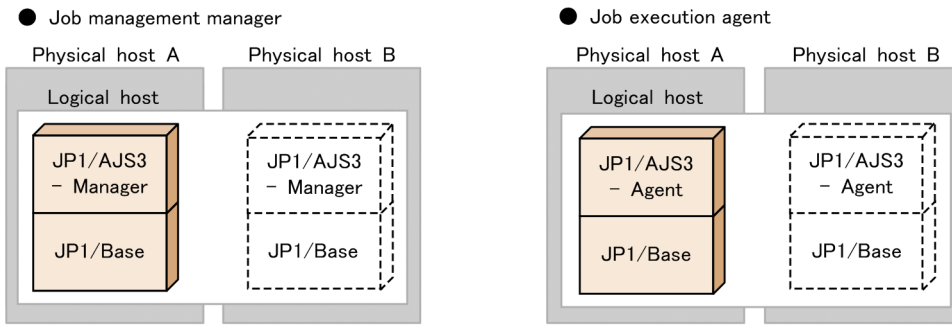 ● Job management manager
Physical host A
Physical host B
Logical host
JP1/AJS3
- Manager
JP1/Base
JP1/AJS3
- Manager
JP1/Base
● Job execution agent
Physical host A
Physical host B
Logical host
JP1/AJS3
- Agent
JP1/Base
JP1/AJS3
- Agent
JP1/Base